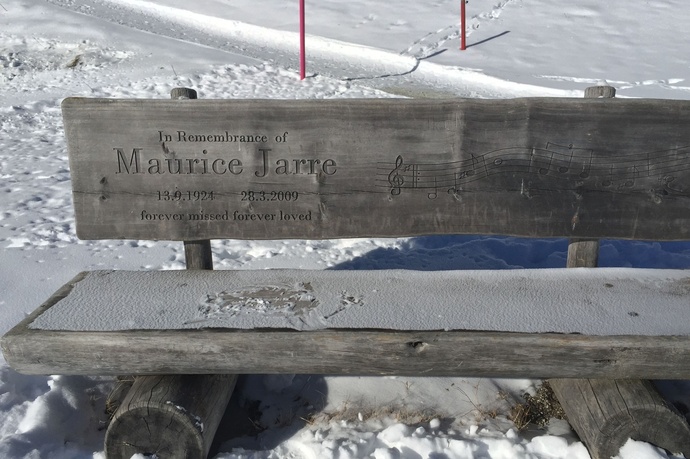 In Remembrance of
Maurice Jarre
13.9.1924 28.3.2009
forever missed forever loved